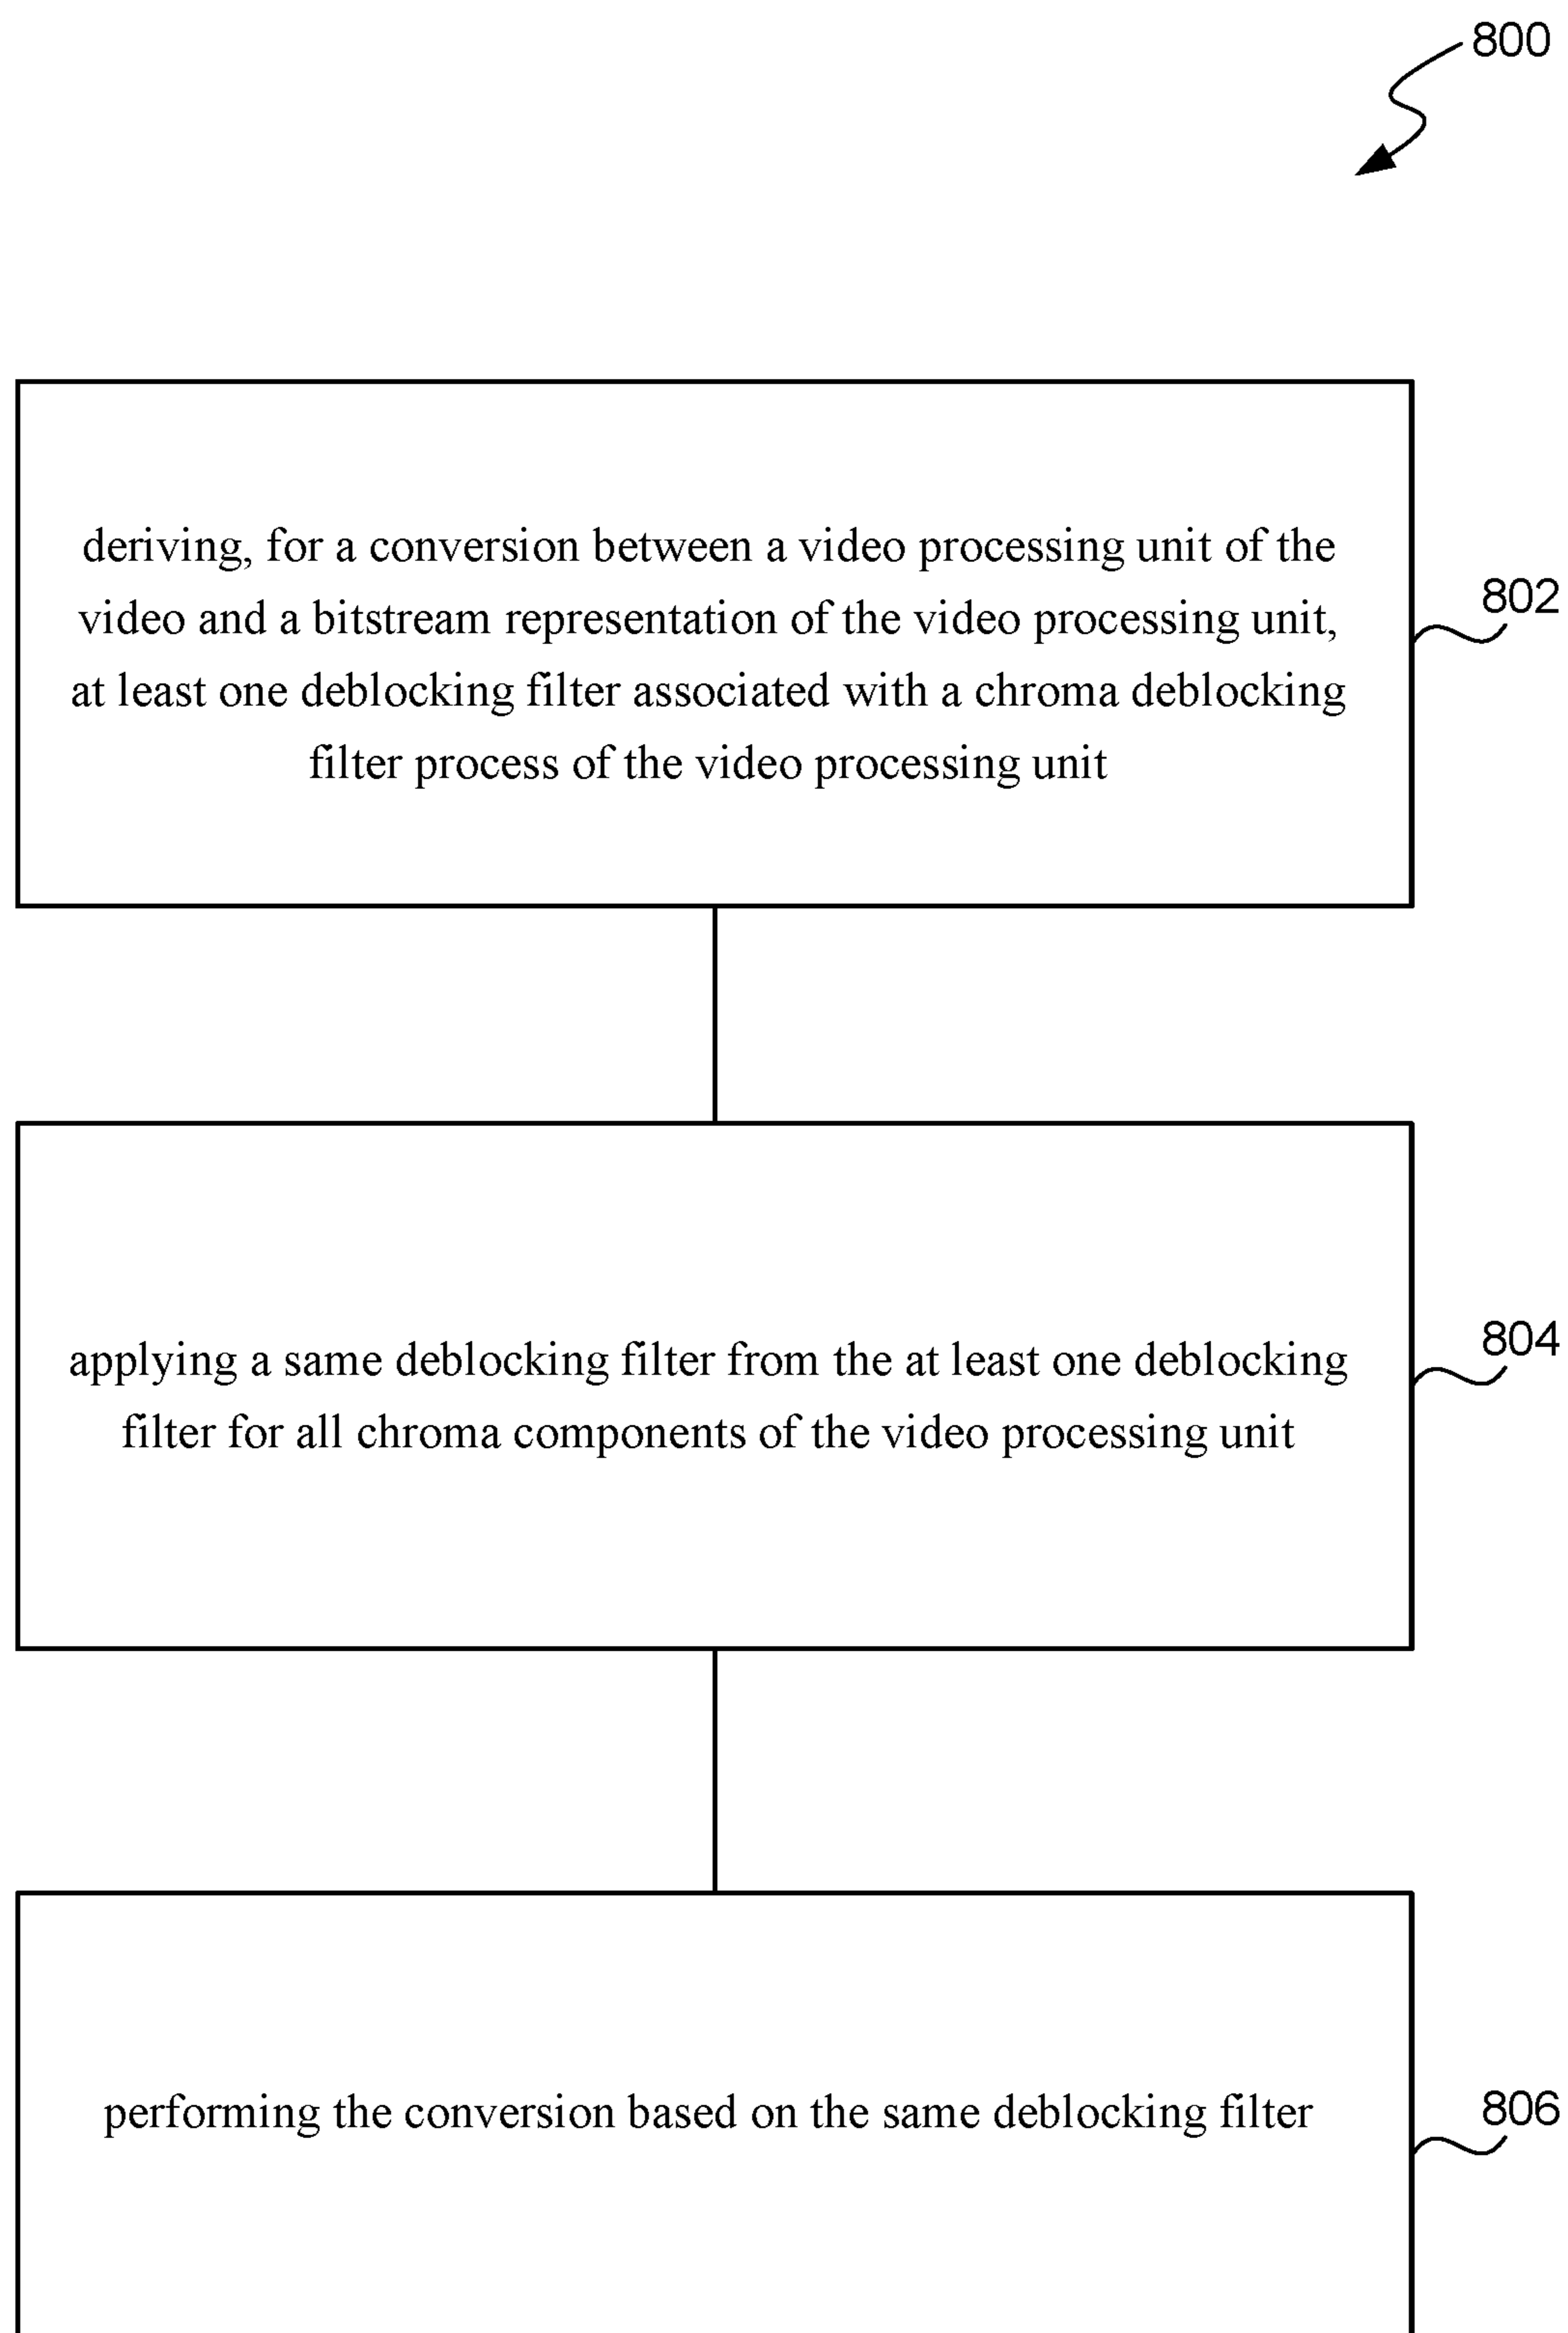 800
deriving, for a conversion between a video processing unit of the
video and a bitstream representation of the video processing unit,
at least one deblocking filter associated with a chroma deblocking
filter process of the video processing unit
802
applying a same deblocking filter from the at least one deblocking
filter for all chroma components of the video processing unit
804
performing the conversion based on the same deblocking filter
806